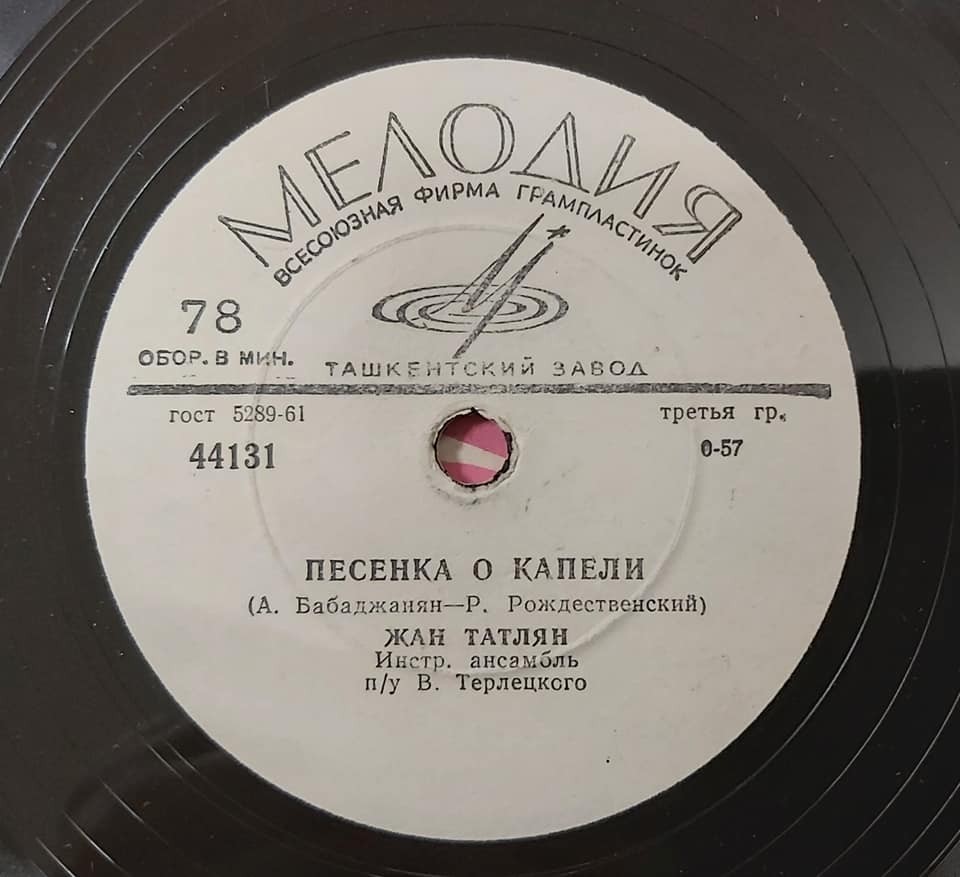 МЕЛОДИЯ
ВСЕСОЮЗНАЯ ФИРМА ГРАМПЛАСТИНОК
78
ОБОР. В МИН.
ТАШКЕНТСКИЙ ЗАВОД
гост 5289-61
третья гр.
44131
0-57
ПЕСЕНКА О КАПЕЛИ
(А. Бабаджанян—Р. Рождественский)
ЖАН ТАТЛЯН
Инстр. ансамбль
п/у В. Терлецкого